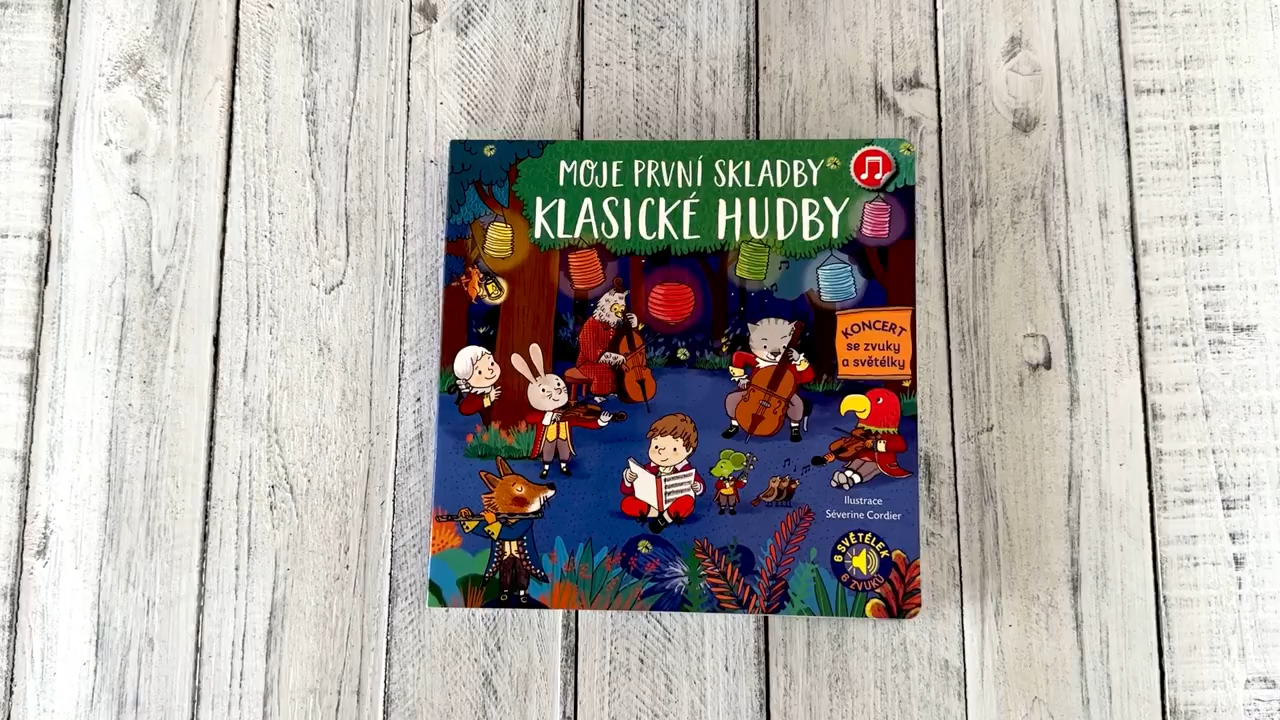 MOJE PRVNÍ SKLADBY
KLASICKÉ HUDBY
KONCERT
se zvuky
a světélky
Ilustrace
Séverine Cordier
6 SVĚTÉLEK
6 ZVUKŮ